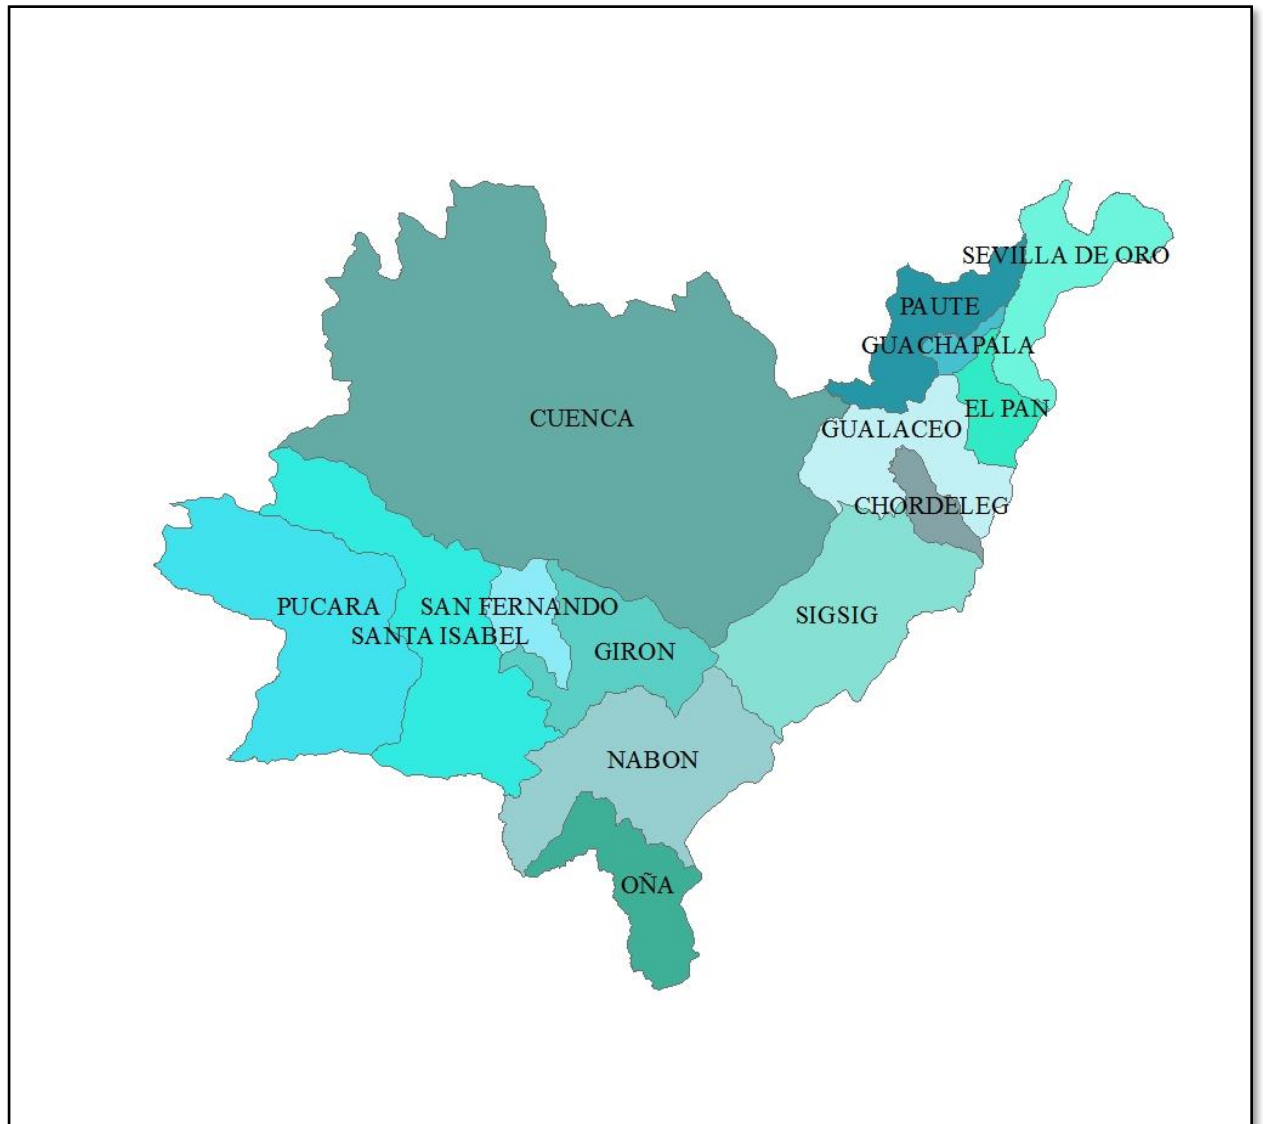 SEVILLA DE ORO
PAUTE
GUACHAPALA
EL PAN
CUENCA
GUALACEO
CHORDELEG
PUCARA
SAN FERNANDO
SIGSIG
SANTA ISABEL
GIRON
NABON
OÑA